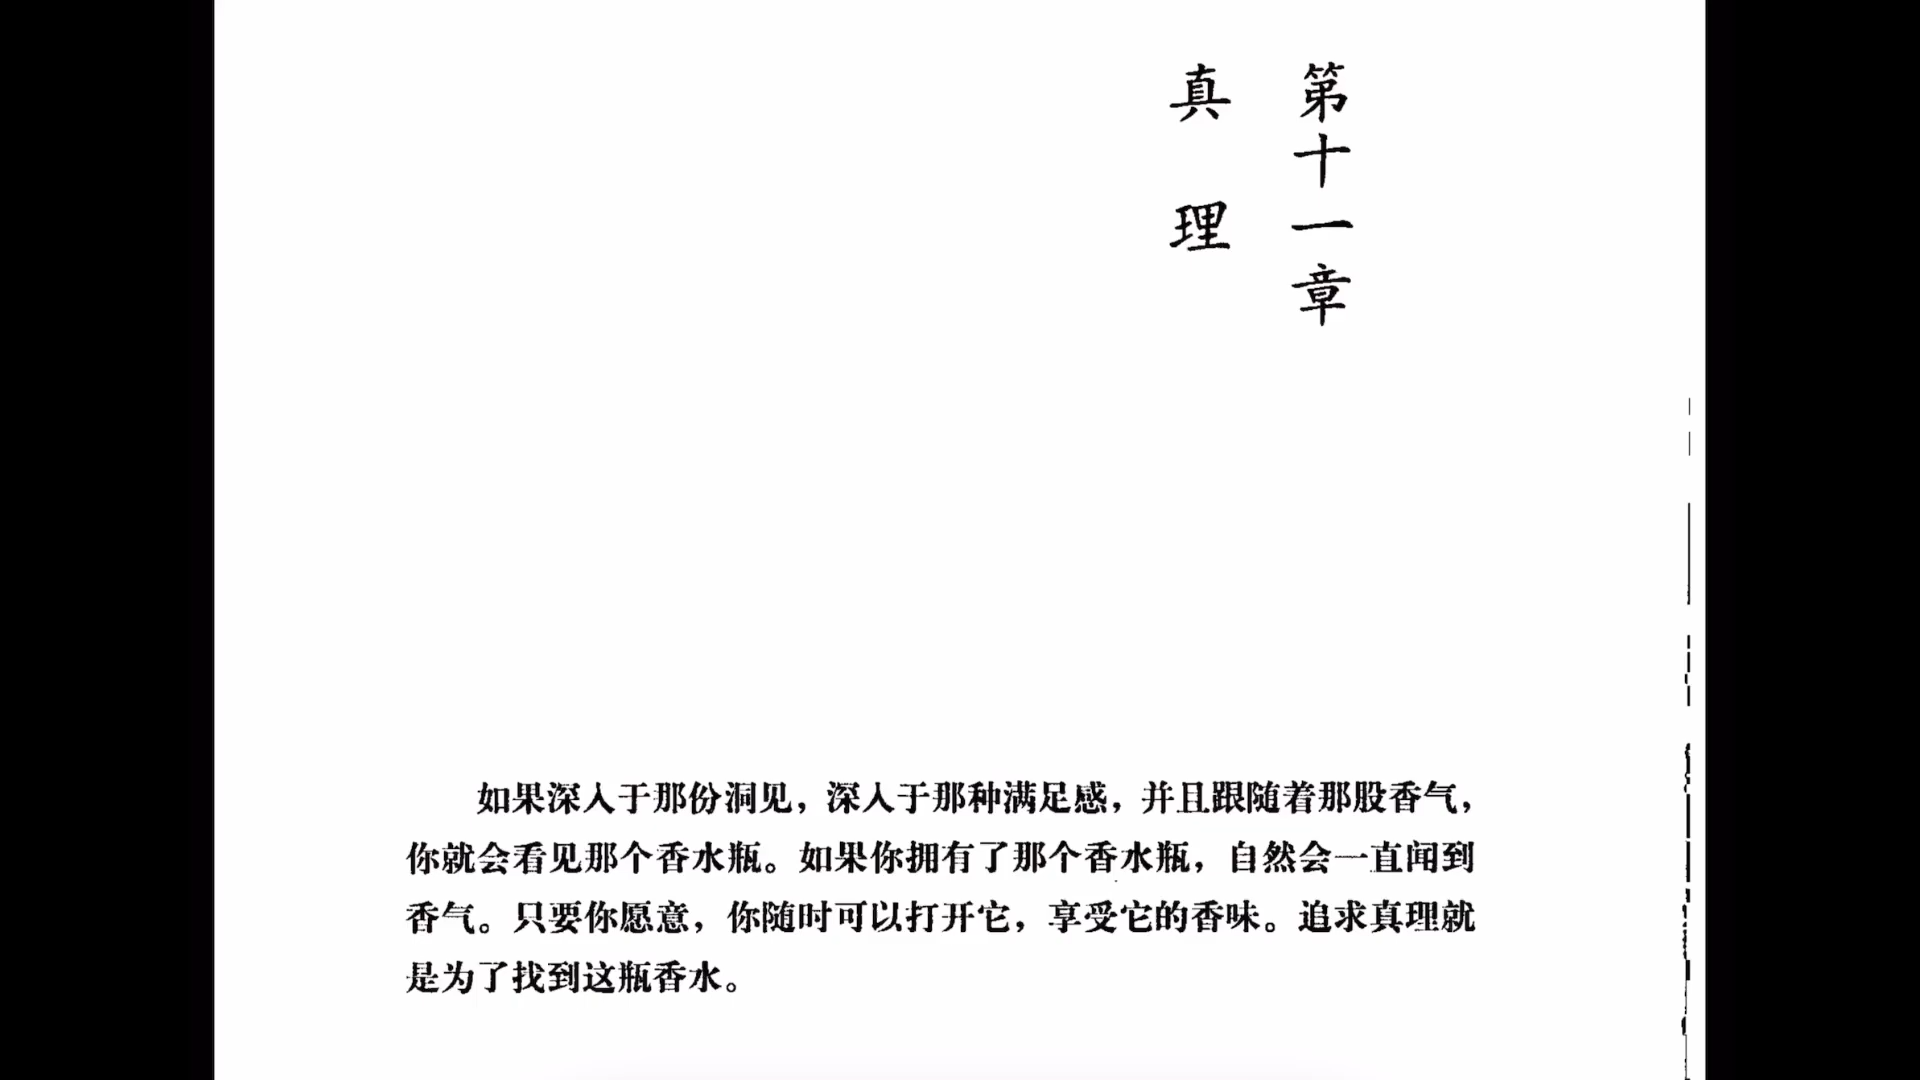 第十一章
真理
如果深入于那份洞见，深入于那种满足感，并且跟随着那股香气，
你就会看见那个香水瓶。如果你拥有了那个香水瓶，自然会一直闻到
香气。只要你愿意，你随时可以打开它，享受它的香味。追求真理就
是为了找到这瓶香水。